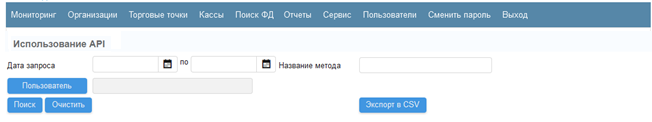 Мониторинг Организации Торговые точки Кассы Поиск ФД Отчеты Сервис Пользователи Сменить пароль Выход
Использование API
Дата запроса по Название метода
Пользователь
Поиск Очистить Экспорт в CSV